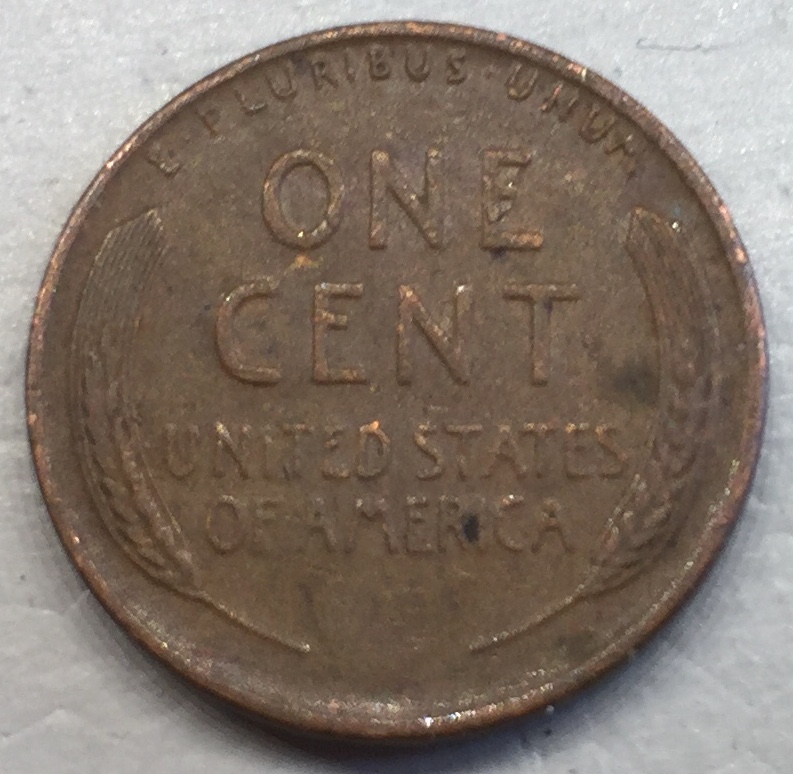 E · PLURIBUS · UNUM
ONE
CENT
UNITED STATES
OF AMERICA